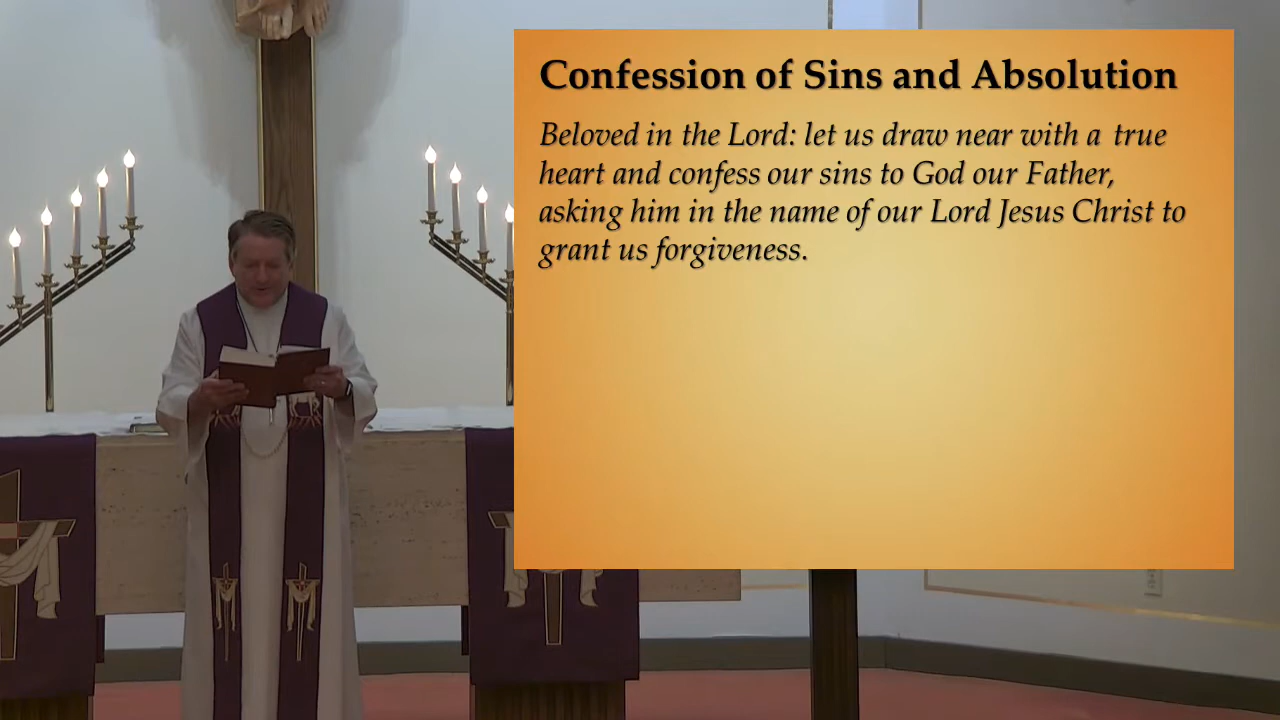 Confession of Sins and Absolution
Beloved in the Lord: let us draw near with a true
heart and confess our sins to God our Father,
asking him in the name of our Lord Jesus Christ to
grant us forgiveness.